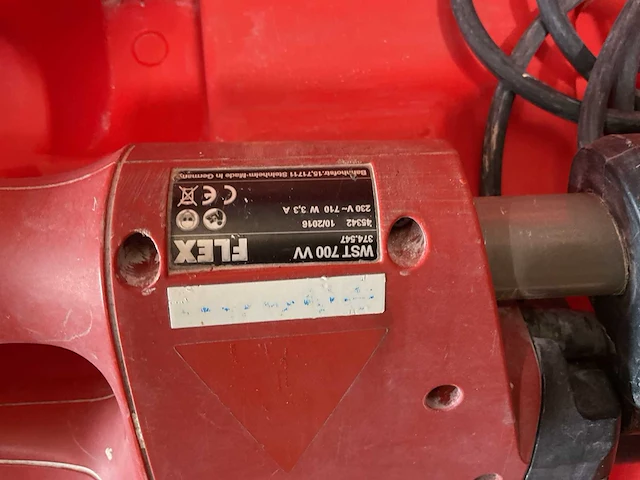 FLEX
WST 700 VV
374.547
45342 10/2016
230 V~ 710 W 3,3 A
CE
Bahnhofstr.15,71711 Steinheim-Made in Germany